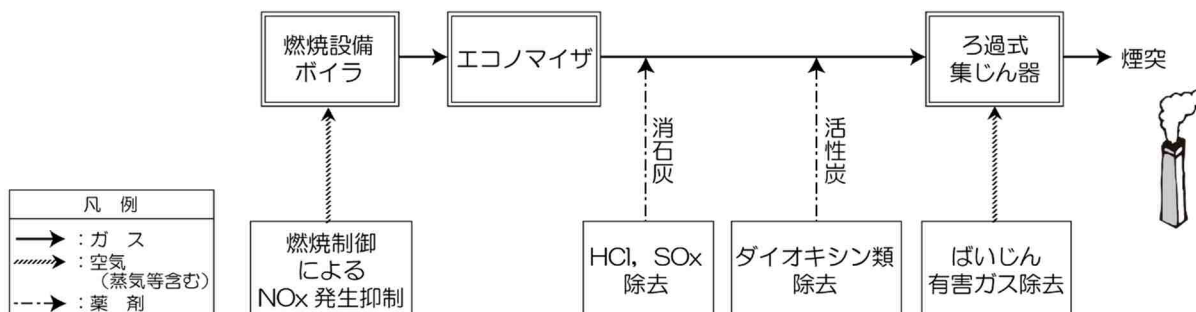 燃焼設備
ボイラ
エコノマイザ
ろ過式
集じん器
煙突
消石灰
活性炭
燃焼制御
による
NOx 発生抑制
HCl, SOx
除去
ダイオキシン類
除去
ばいじん
有害ガス除去
凡 例
:ガ ス
:空気
(蒸気等含む)
:薬 剤